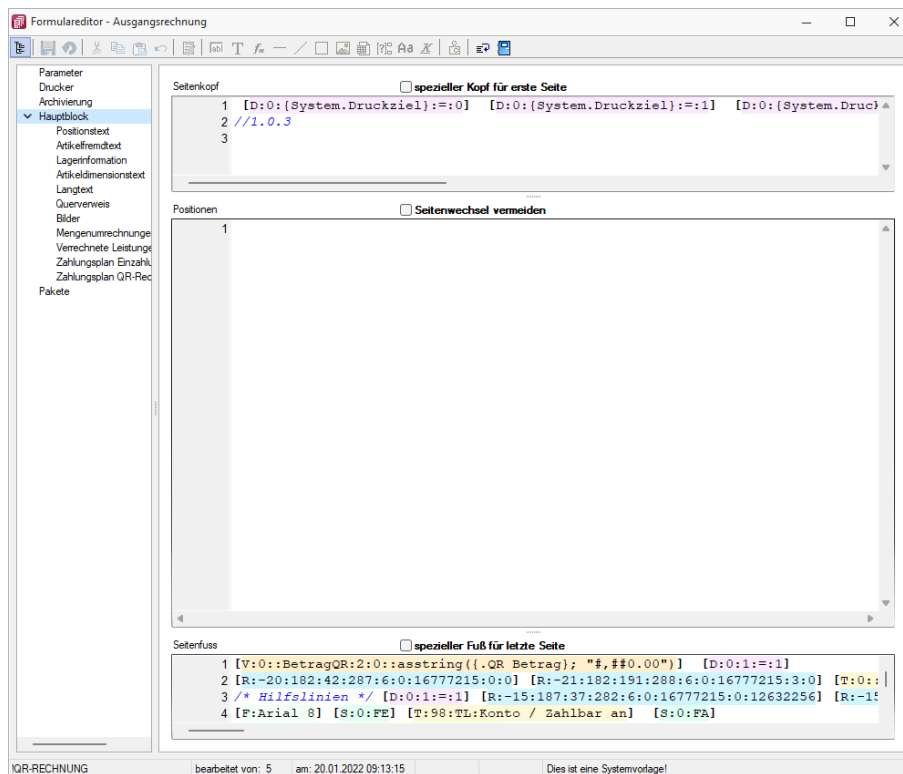 Formulareditor - Ausgangsrechnung
Parameter
Drucker
Archivierung
Hauptblock
Positionstext
Artikelfremdtext
Lagerinformation
Artikeldimensionstext
Langtext
Querverweis
Bilder
Mengenumrechnunge
Verrechnete Leistunge
Zahlungsplan Einzahlu
Zahlungsplan QR-Rec
Pakete
Seitenkopf
spezieller Kopf für erste Seite
1 [D:0:{System.Druckziel}:=:0] [D:0:{System.Druckziel}:=:1] [D:0:{System.Druck
2 //1.0.3
3
Positionen
Seitenwechsel vermeiden
1
Seitenfuss
spezieller Fuß für letzte Seite
1 [V:0::BetragQR:2:0::asstring({.QR Betrag}; "#,##0.00")] [D:0:1:=:1]
2 [R:-20:182:42:287:6:0:16777215:0:0] [R:-21:182:191:288:6:0:16777215:3:0] [T:0::
3 /* Hilfslinien */ [D:0:1:=:1] [R:-15:187:37:282:6:0:16777215:0:12632256] [R:-15
4 [F:Arial 8] [S:0:FE] [T:98:TL:Konto / Zahlbar an] [S:0:FA]
!QR-RECHNUNG
bearbeitet von: 5
am: 20.01.2022 09:13:15
Dies ist eine Systemvorlage!